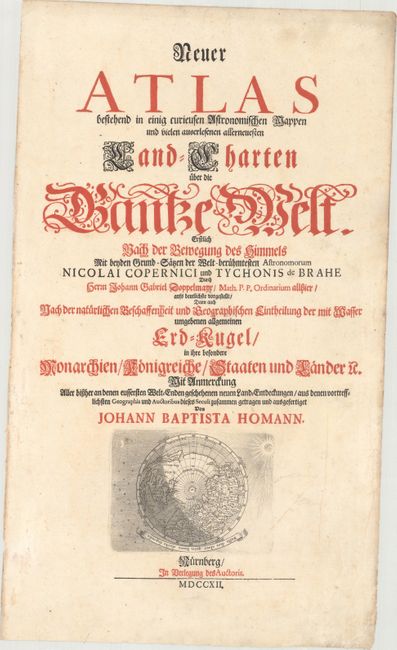 Neuer
ATLAS
bestehend in einig curieusen Astronomischen Mappen
und vielen auserlesenen allerneuesten
Land-Charten
über die
Gantze Welt.
Erstlich
Nach der Bewegung des Himmels
Mit beyden Grund-Sätzen der Welt-berühmtesten Astronomorum
NICOLAI COPERNICI und TYCHONIS de BRAHE
Durch
Herrn Johann Gabriel Doppelmayr/ Math. P. P. Ordinarium allhier/
aufs deutlichste vorgestellt/
Dann auch
Nach der natürlichen Beschaffenheit und Geographischen Eintheilung der mit Wasser
umgebenen allgemeinen
Erd-Kugel/
in ihre besondere
Monarchien/ Königreiche/ Staaten und Länder ꝛc.
Mit Anmerckung
Aller bißher an denen eussersten Welt-Enden geschehenen neuen Land-Entdeckungen/ aus denen vortreff-
lichsten Geographis und Auctoribus dieses Seculi zusammen getragen und ausgefertiget
Von
JOHANN BAPTISTA HOMANN.
Nürnberg/
In Verlegung des Auctoris.
MDCCXII.